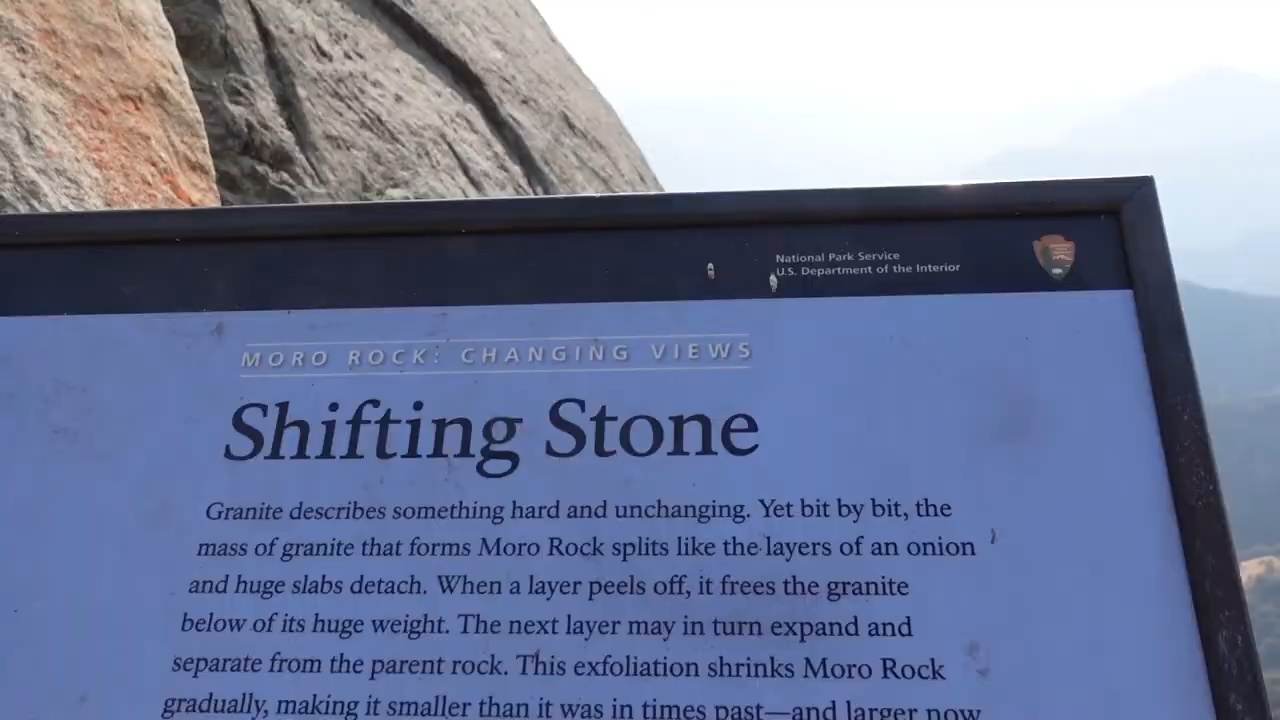 National Park Service
U.S. Department of the Interior
MORO ROCK: CHANGING VIEWS
Shifting Stone
Granite describes something hard and unchanging. Yet bit by bit, the
mass of granite that forms Moro Rock splits like the layers of an onion
and huge slabs detach. When a layer peels off, it frees the granite
below of its huge weight. The next layer may in turn expand and
separate from the parent rock. This exfoliation shrinks Moro Rock
gradually, making it smaller than it was in times past—and larger now